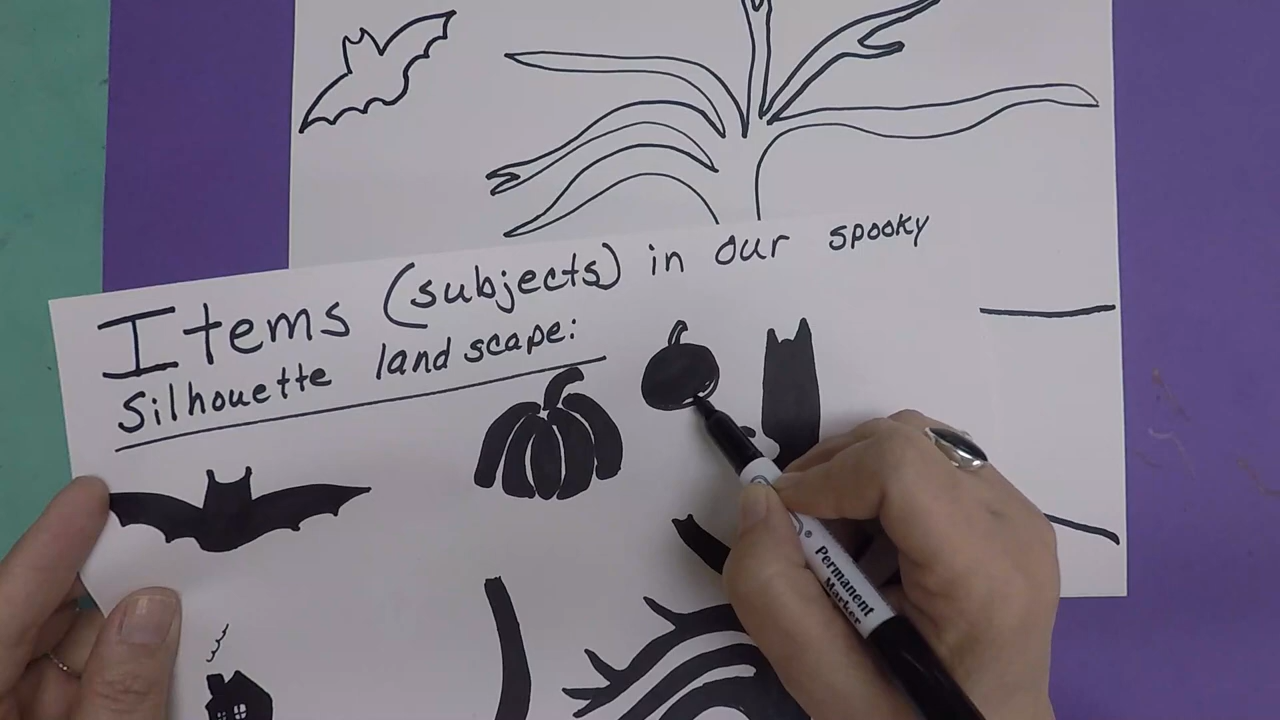 Items (subjects) in our spooky
Silhouette landscape:
Permanent
Marker